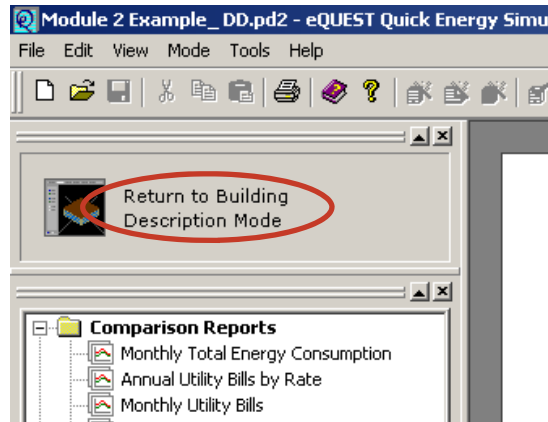 Module 2 Example_ DD.pd2 - eQUEST Quick Energy Simu
File Edit View Mode Tools Help
Return to Building
Description Mode
Comparison Reports
Monthly Total Energy Consumption
Annual Utility Bills by Rate
Monthly Utility Bills